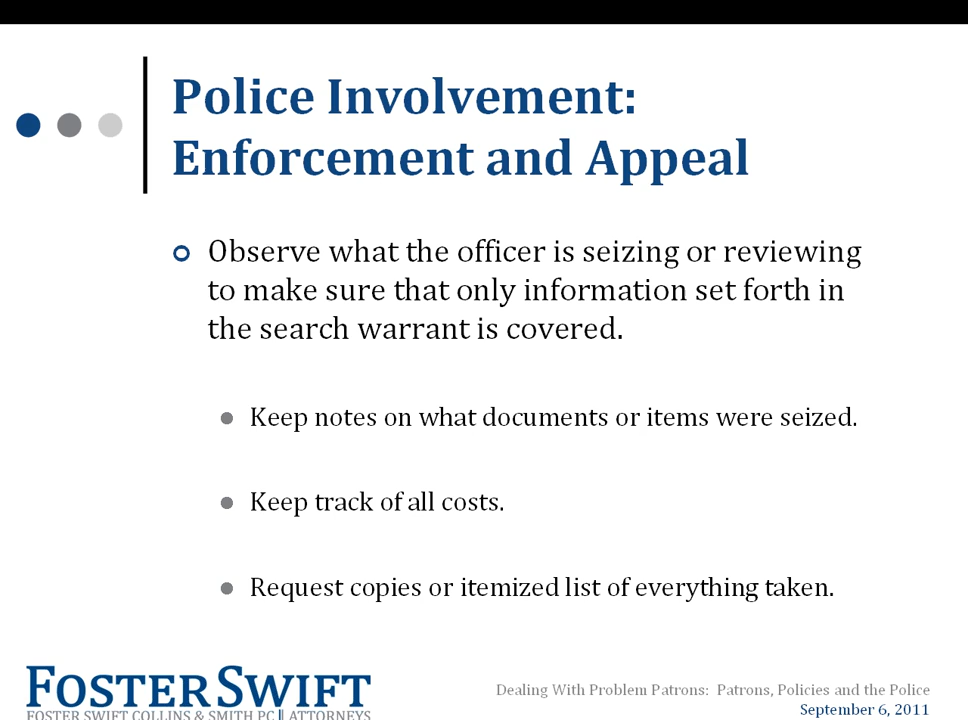 Police Involvement:
Enforcement and Appeal
Observe what the officer is seizing or reviewing
to make sure that only information set forth in
the search warrant is covered.
Keep notes on what documents or items were seized.
Keep track of all costs.
Request copies or itemized list of everything taken.
FOSTER SWIFT
FOSTER SWIFT COLLINS & SMITH PC || ATTORNEYS
Dealing With Problem Patrons: Patrons, Policies and the Police
September 6, 2011